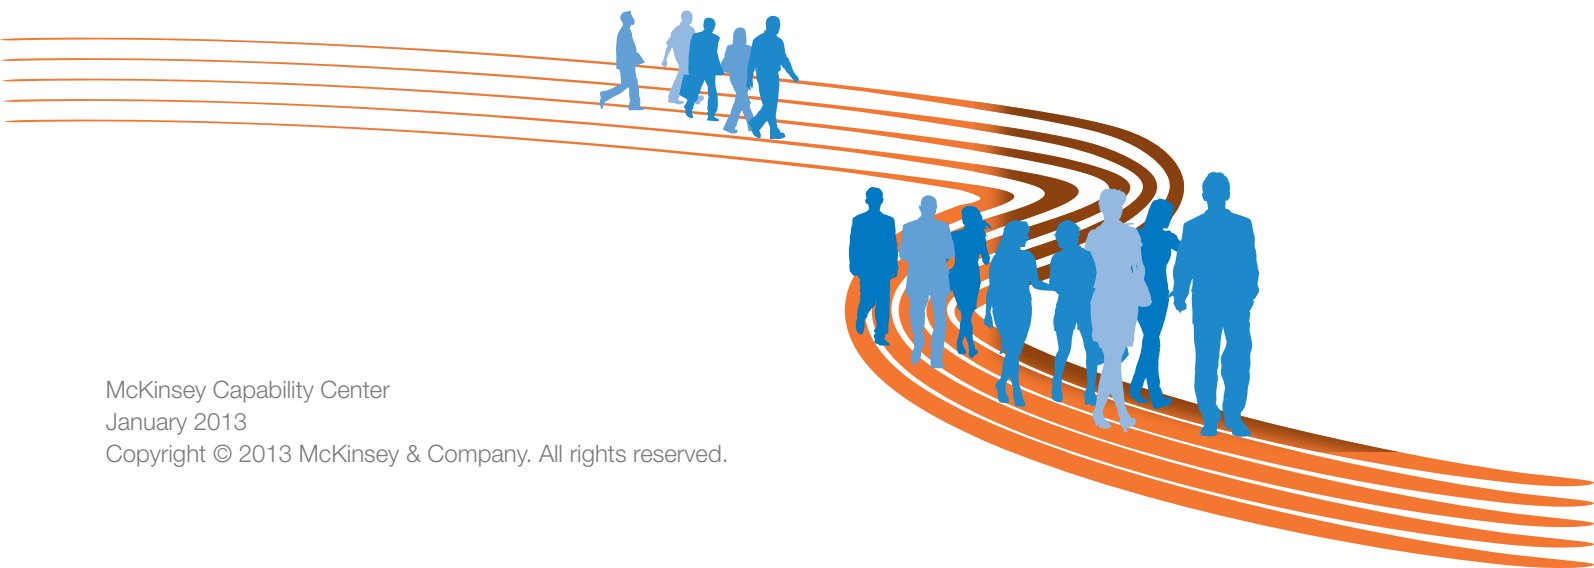 McKinsey Capability Center
January 2013
Copyright © 2013 McKinsey & Company. All rights reserved.